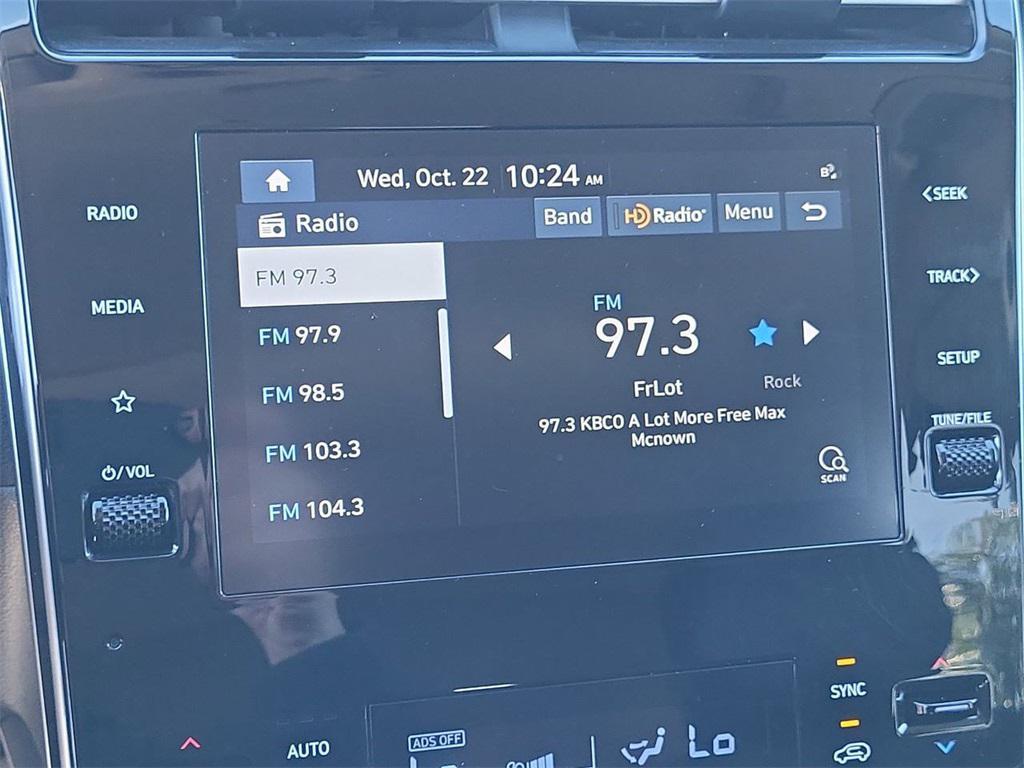 Wed, Oct. 22 10:24 AM
Radio Band HD Radio Menu
RADIO
MEDIA
VOL
FM 97.3
FM 97.9
FM 98.5
FM 103.3
FM 104.3
FM
97.3
FrLot
Rock
97.3 KBCO A Lot More Free Max
Mcnown
SCAN
SEEK
TRACK
SETUP
TUNE/FILE
AUTO
ADS OFF
Lo
SYNC